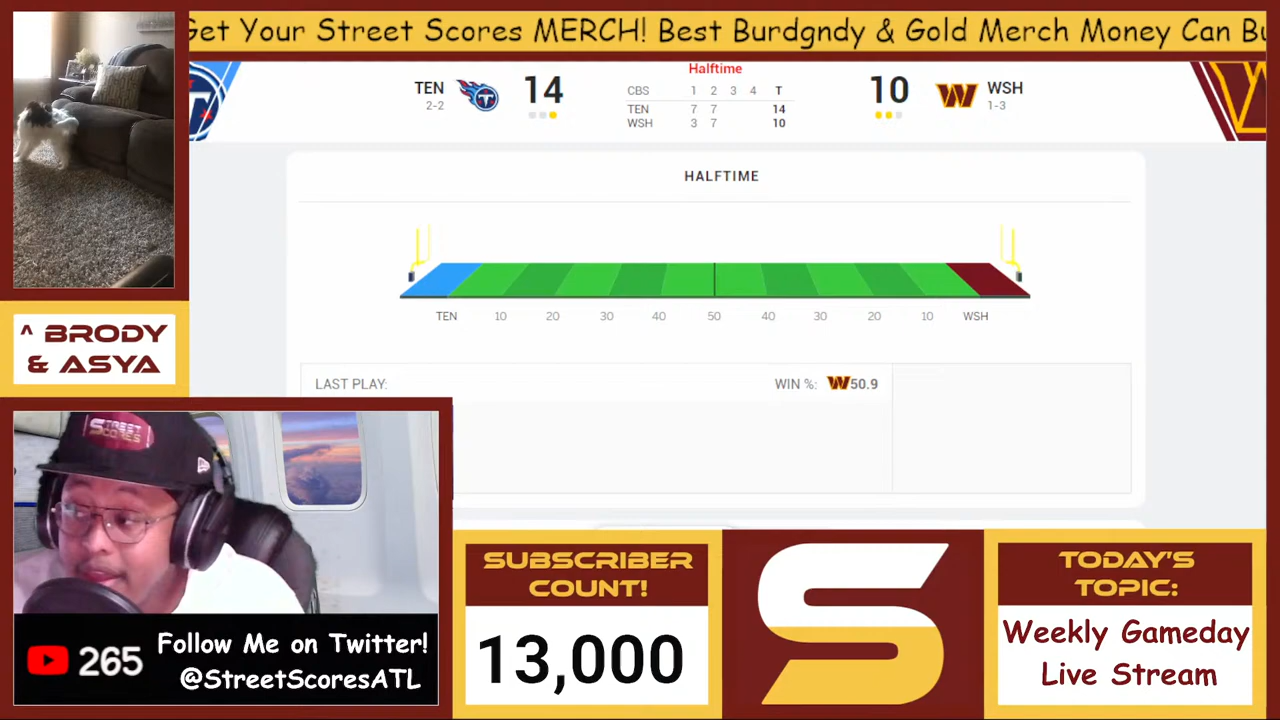 Get Your Street Scores MERCH! Best Burdgndy & Gold Merch Money Can Bu
TEN
2-2
14
Halftime
CBS 1 2 3 4 T
TEN 7 7 14
WSH 3 7 10
10
WSH
1-3
HALFTIME
TEN 10 20 30 40 50 40 30 20 10 WSH
LAST PLAY:
WIN %: W 50.9
^ BRODY
& ASYA
STREET
SCORES
265
Follow Me on Twitter!
@StreetScoresATL
SUBSCRIBER
COUNT!
13,000
S
TODAY'S
TOPIC:
Weekly Gameday
Live Stream